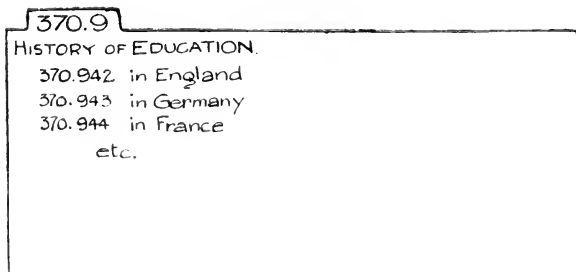 370.9
HISTORY OF EDUCATION.
370.942 in England
370.943 in Germany
370.944 in France
etc.